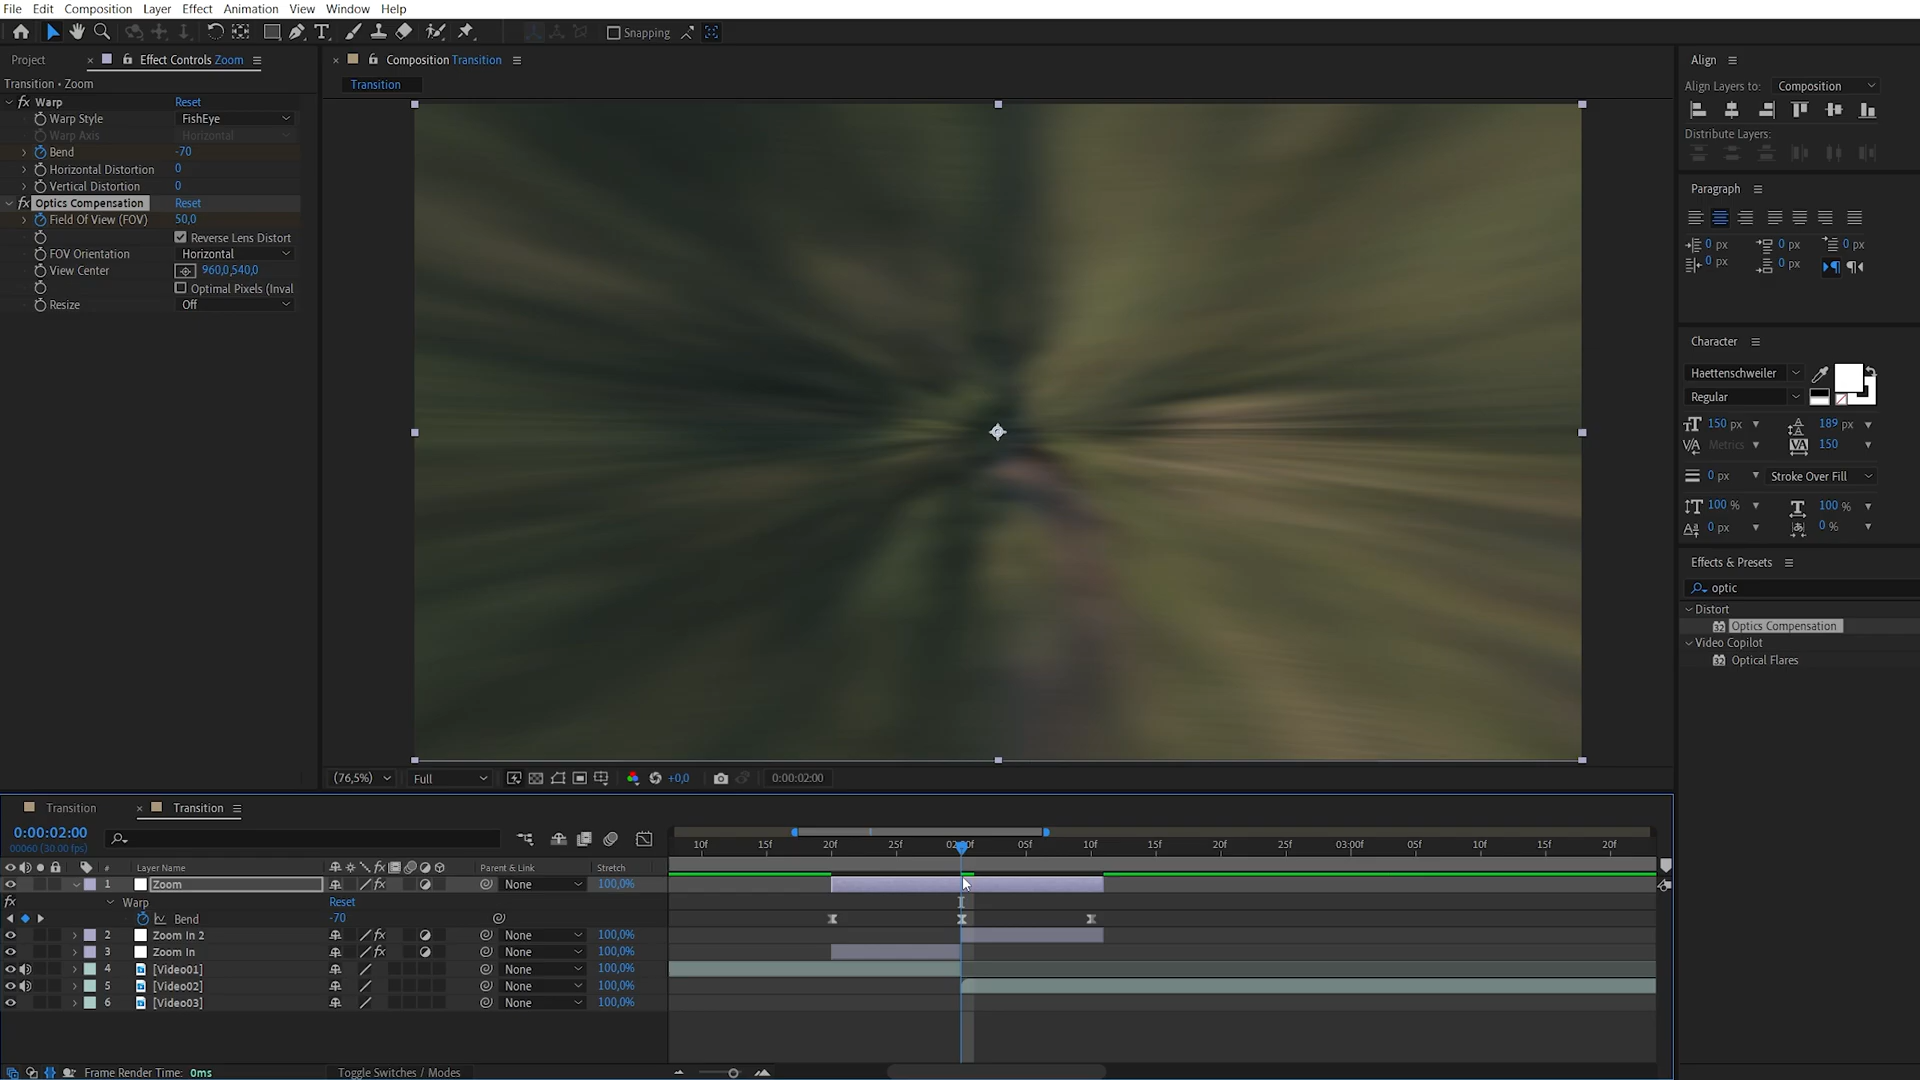 File Edit Composition Layer Effect Animation View Window Help
Snapping
Project × Effect Controls Zoom
× Composition Transition
Transition
Transition • Zoom
fx Warp Reset
Warp Style FishEye
Warp Axis Horizontal
Bend -70
Horizontal Distortion 0
Vertical Distortion 0
fx Optics Compensation Reset
Field Of View (FOV) 50,0
Reverse Lens Distort
FOV Orientation Horizontal
View Center 960,0,540,0
Optimal Pixels (Inval
Resize Off
Align
Align Layers to: Composition
Distribute Layers:
Paragraph
0 px 0 px 0 px
0 px 0 px
Character
Haettenschweiler
Regular
150 px 189 px
Metrics 150
0 px Stroke Over Fill
100 % 100 %
0 px 0 %
Effects & Presets
optic
Distort
32 Optics Compensation
Video Copilot
32 Optical Flares
(76,5%) Full +0,0 0:00:02:00
Transition × Transition
0:00:02:00
00060 (30.00 fps)
10f 15f 20f 25f 02:00f 05f 10f 15f 20f 25f 03:00f 05f 10f 15f 20f
# Layer Name fx Parent & Link Stretch
1 Zoom fx None 100,0%
fx Warp Reset
Bend -70
2 Zoom In 2 fx None 100,0%
3 Zoom In fx None 100,0%
4 [Video01] None 100,0%
5 [Video02] None 100,0%
6 [Video03] None 100,0%
Frame Render Time: 0ms Toggle Switches / Modes